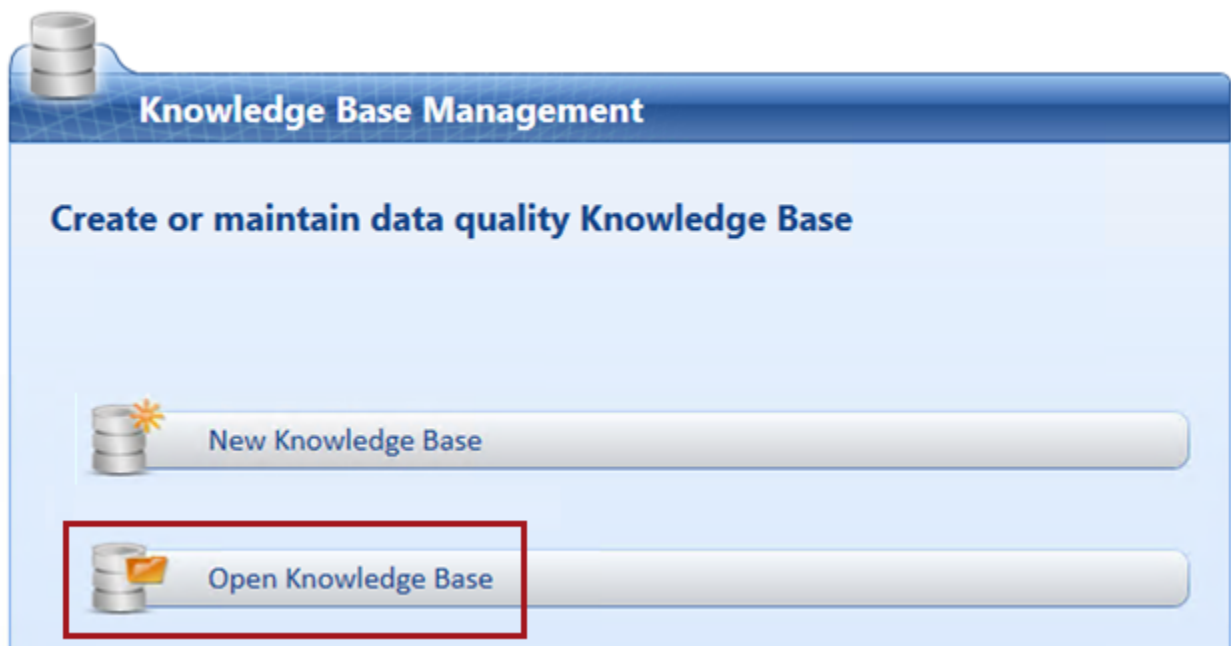 Knowledge Base Management
Create or maintain data quality Knowledge Base
New Knowledge Base
Open Knowledge Base